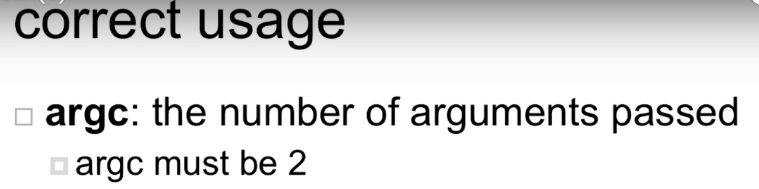 correct usage
argc: the number of arguments passed
argc must be 2